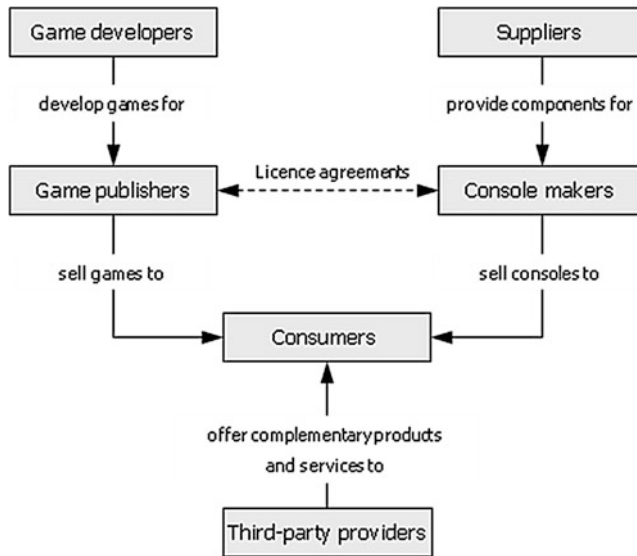 Game developers
Suppliers
develop games for
provide components for
Licence agreements
Game publishers
Console makers
sell games to
sell consoles to
Consumers
offer complementary products
and services to
Third-party providers